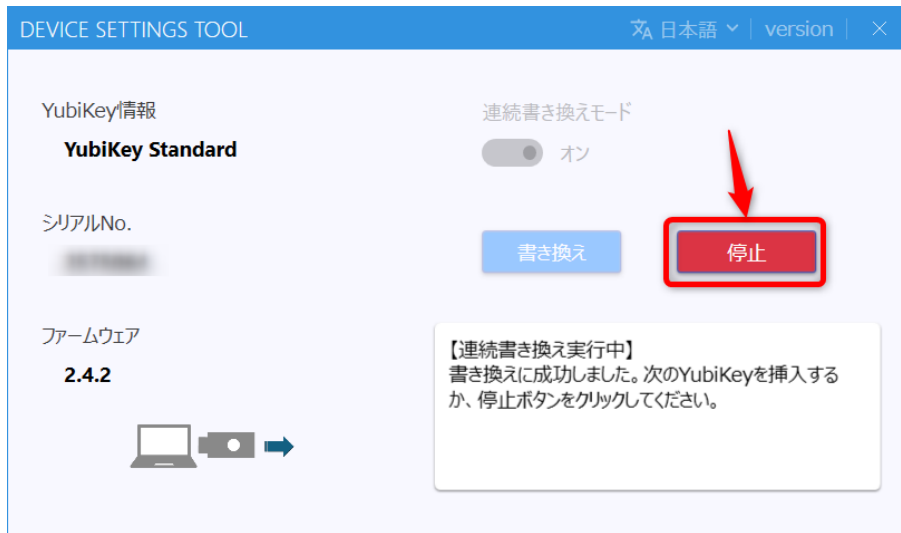 DEVICE SETTINGS TOOL
日本語 version
YubiKey情報
YubiKey Standard
連続書き換えモード
オン
シリアルNo.
書き換え
停止
ファームウェア
2.4.2
【連続書き換え実行中】
書き換えに成功しました。次のYubiKeyを挿入する
か、停止ボタンをクリックしてください。